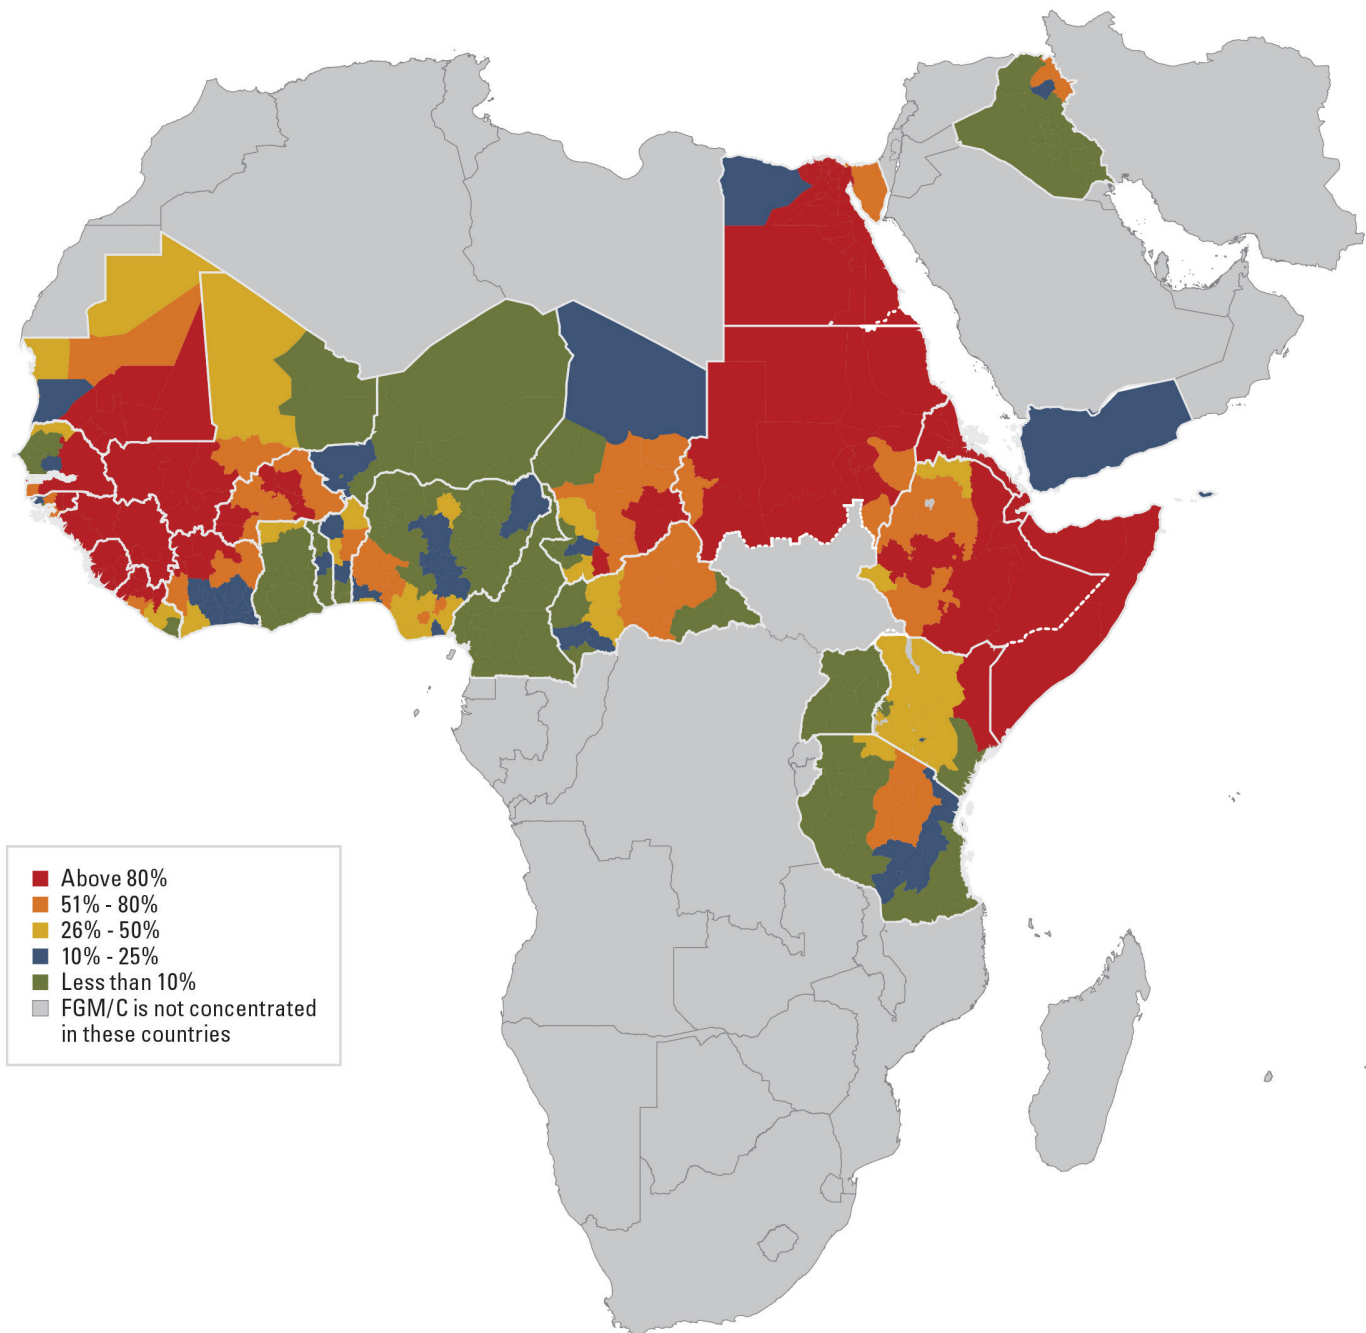 Above 80%
51% - 80%
26% - 50%
10% - 25%
Less than 10%
FGM/C is not concentrated
in these countries